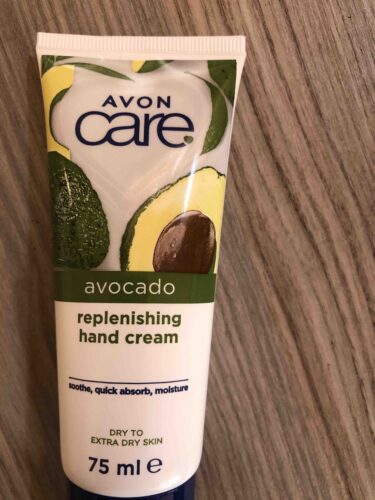 AVON
care
avocado
replenishing
hand cream
soothe, quick absorb, moisture
DRY TO
EXTRA DRY SKIN
75 ml e